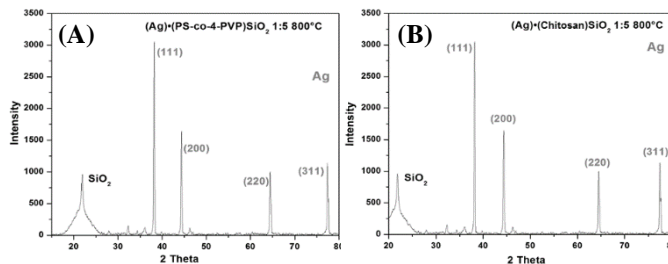 (A)
(Ag)•(PS-co-4-PVP)SiO₂ 1:5 800°C
Ag
(111)
(200)
(220)
(311)
SiO₂
Intensity
3500
3000
2500
2000
1500
1000
500
0
20 30 40 50 60 70 80
2 Theta
(B)
(Ag)•(Chitosan)SiO₂ 1:5 800°C
Ag
(111)
(200)
(220)
(311)
SiO₂
Intensity
3500
3000
2500
2000
1500
1000
500
0
20 30 40 50 60 70 80
2 Theta